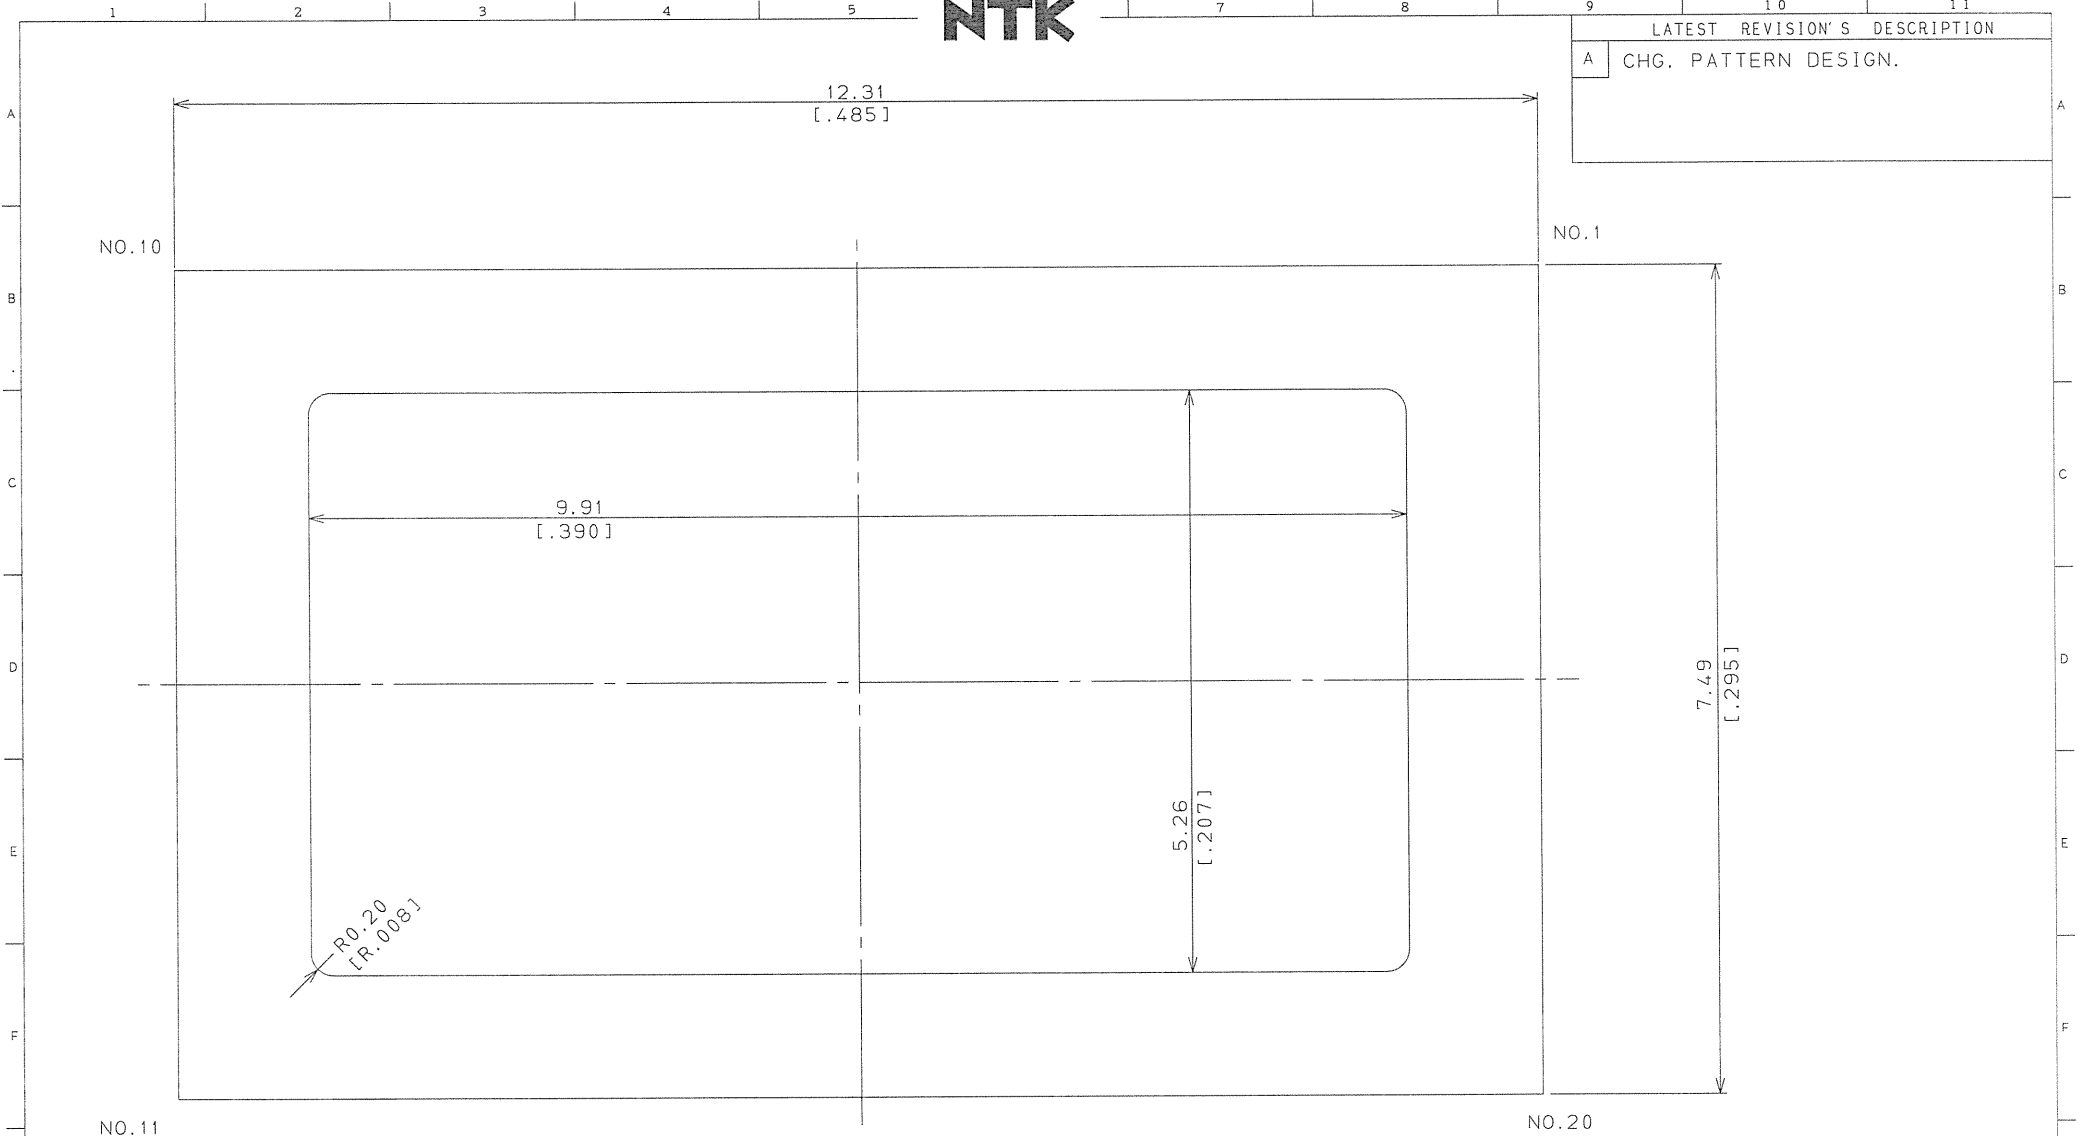 1 2 3 4 5 7 8 9 10 11
NTK
LATEST REVISION'S DESCRIPTION
A CHG. PATTERN DESIGN.
12.31
[.485]
A A
NO.10 NO.1
B B
C C
9.91
[.390]
D D
7.49
[.295]
5.26
[.207]
E E
R0.20
[R.008]
F F
NO.11 NO.20